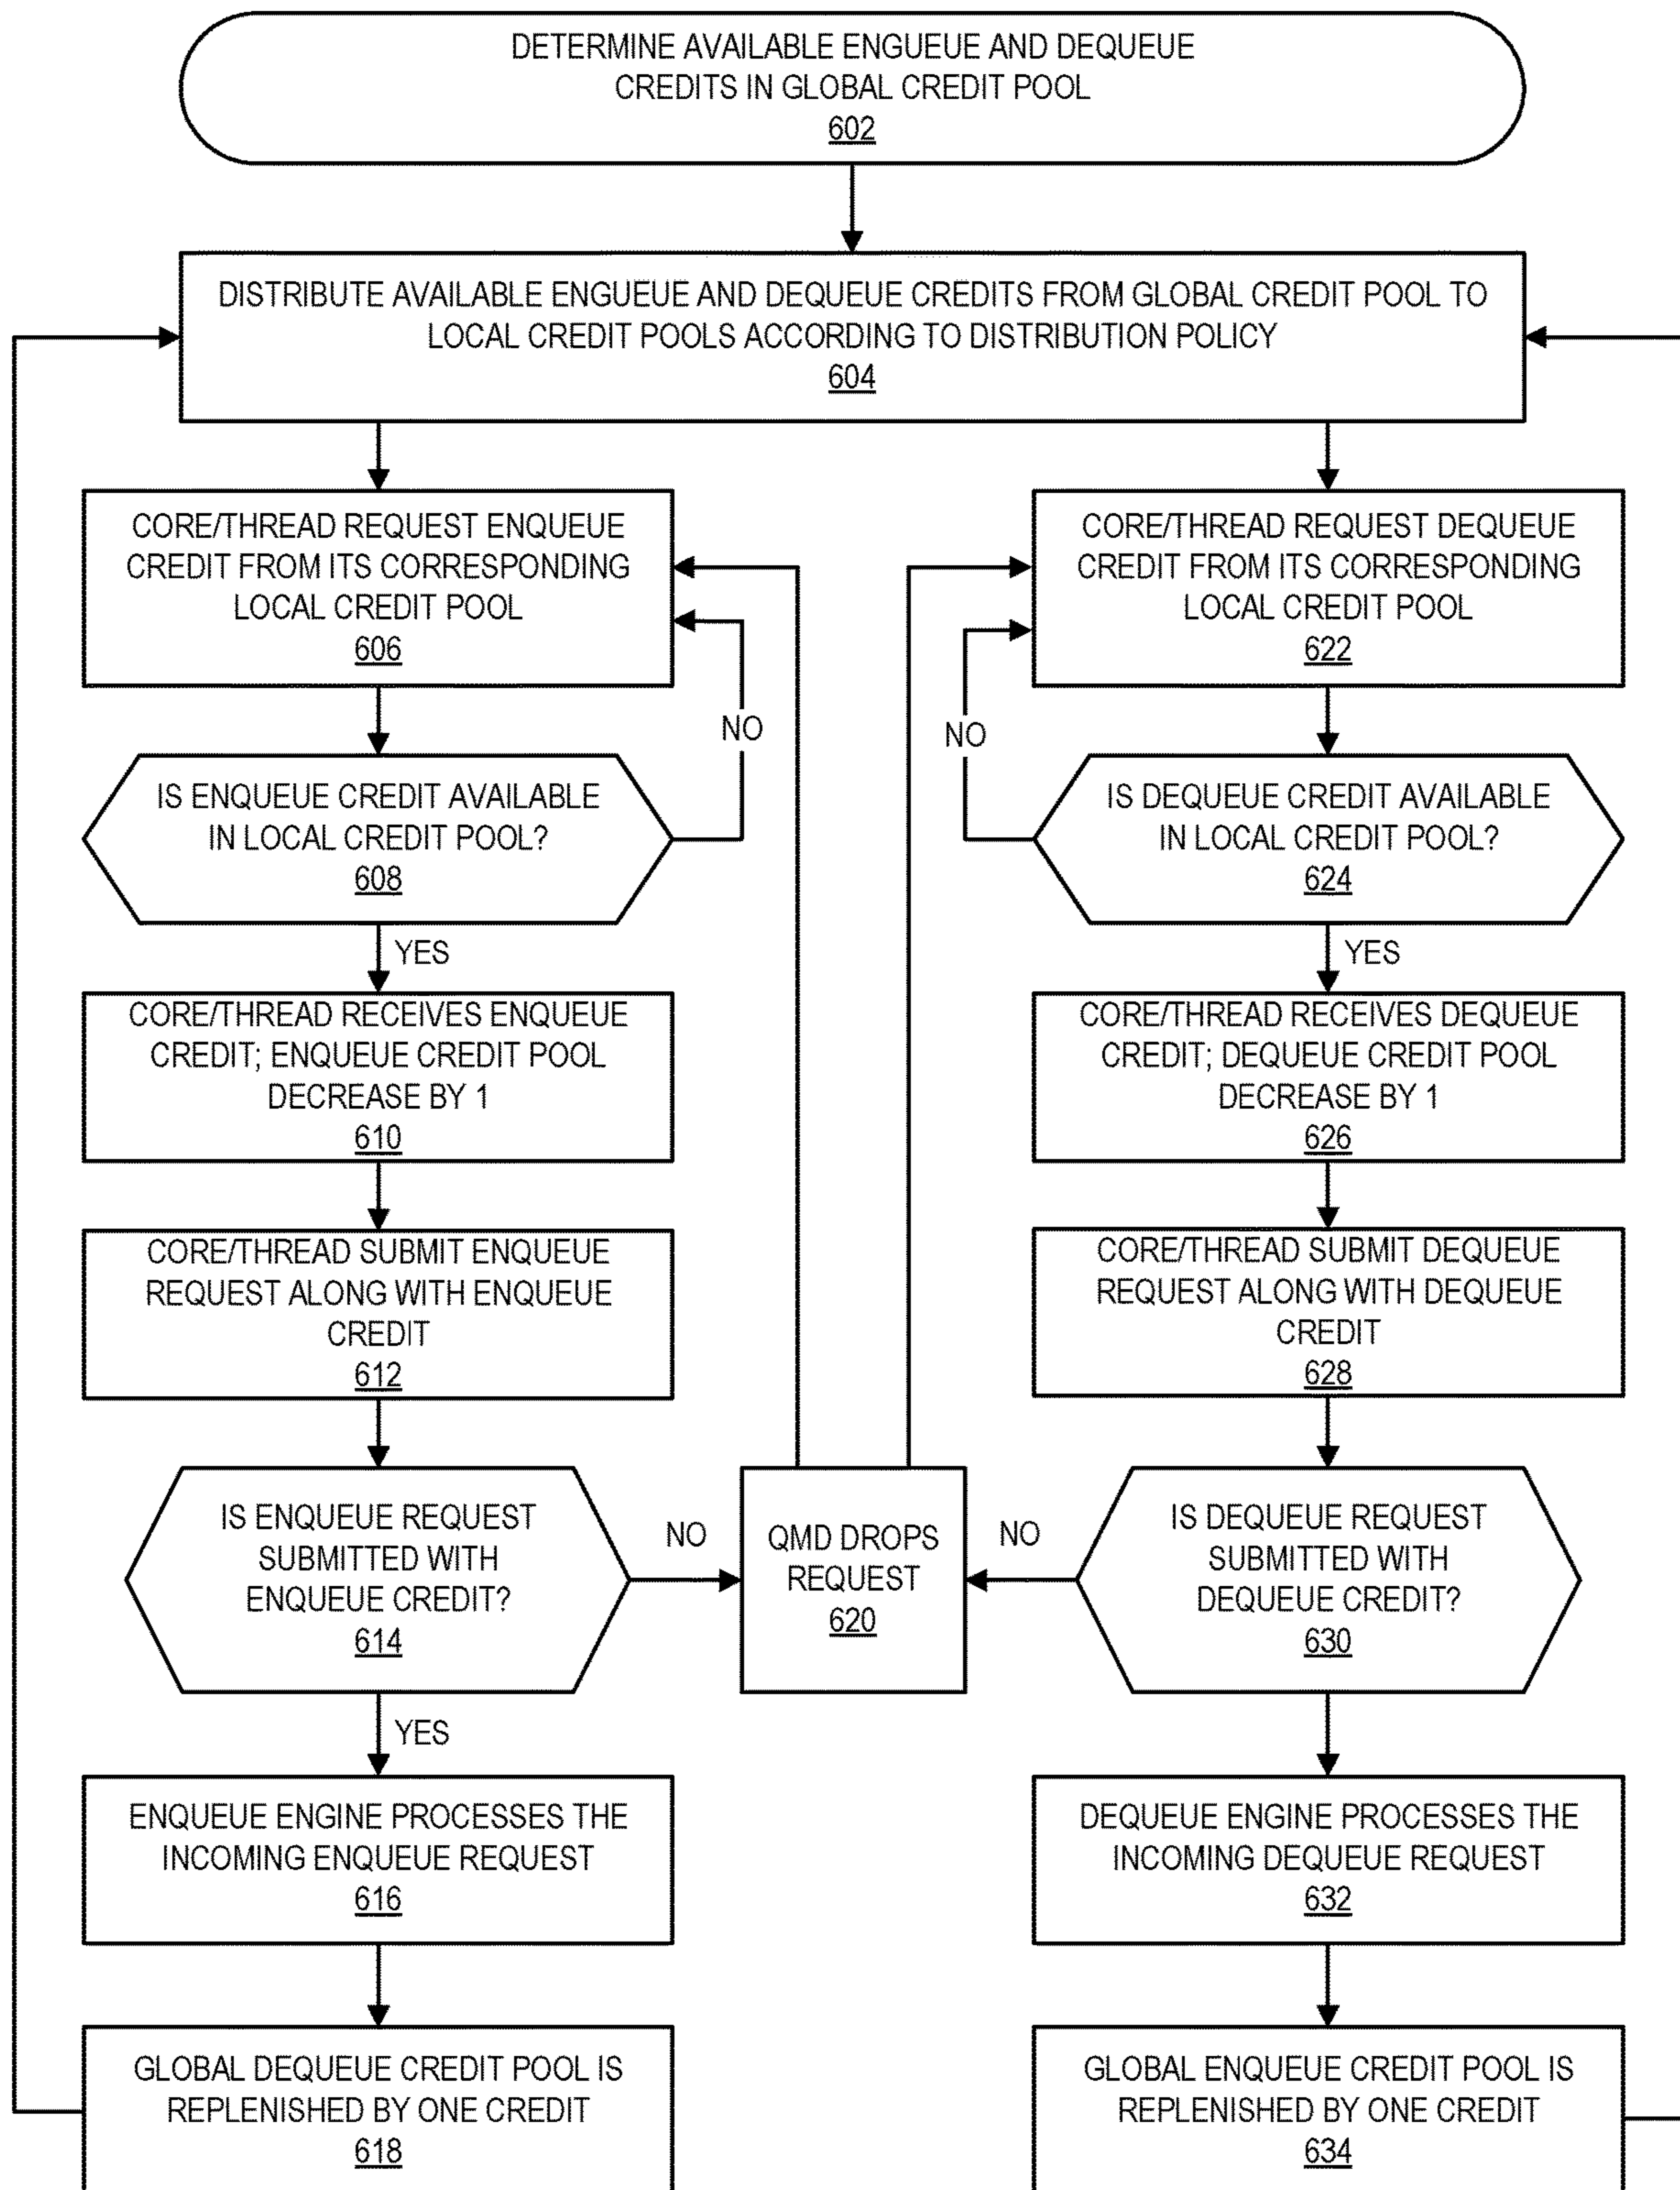 DETERMINE AVAILABLE ENGUEUE AND DEQUEUE
CREDITS IN GLOBAL CREDIT POOL
602
DISTRIBUTE AVAILABLE ENGUEUE AND DEQUEUE CREDITS FROM GLOBAL CREDIT POOL TO
LOCAL CREDIT POOLS ACCORDING TO DISTRIBUTION POLICY
604
CORE/THREAD REQUEST ENQUEUE
CREDIT FROM ITS CORRESPONDING
LOCAL CREDIT POOL
606
NO
IS ENQUEUE CREDIT AVAILABLE
IN LOCAL CREDIT POOL?
608
YES
CORE/THREAD RECEIVES ENQUEUE
CREDIT; ENQUEUE CREDIT POOL
DECREASE BY 1
610
CORE/THREAD SUBMIT ENQUEUE
REQUEST ALONG WITH ENQUEUE
CREDIT
612
IS ENQUEUE REQUEST
SUBMITTED WITH
ENQUEUE CREDIT?
614
NO
YES
ENQUEUE ENGINE PROCESSES THE
INCOMING ENQUEUE REQUEST
616
GLOBAL DEQUEUE CREDIT POOL IS
REPLENISHED BY ONE CREDIT
618
QMD DROPS
REQUEST
620
CORE/THREAD REQUEST DEQUEUE
CREDIT FROM ITS CORRESPONDING
LOCAL CREDIT POOL
622
NO
IS DEQUEUE CREDIT AVAILABLE
IN LOCAL CREDIT POOL?
624
YES
CORE/THREAD RECEIVES DEQUEUE
CREDIT; DEQUEUE CREDIT POOL
DECREASE BY 1
626
CORE/THREAD SUBMIT DEQUEUE
REQUEST ALONG WITH DEQUEUE
CREDIT
628
NO
IS DEQUEUE REQUEST
SUBMITTED WITH
DEQUEUE CREDIT?
630
DEQUEUE ENGINE PROCESSES THE
INCOMING DEQUEUE REQUEST
632
GLOBAL ENQUEUE CREDIT POOL IS
REPLENISHED BY ONE CREDIT
634